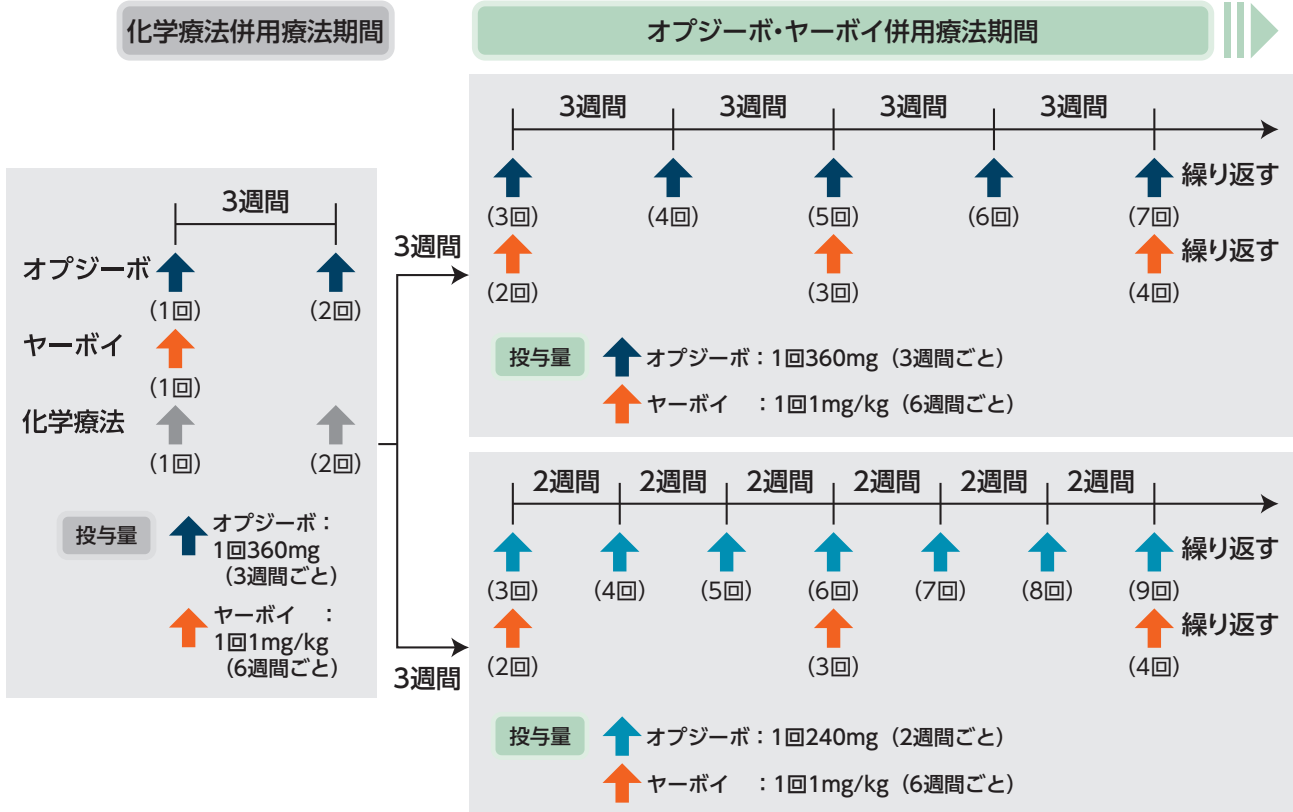 化学療法併用療法期間
オプジーボ・ヤーボイ併用療法期間
3週間
オプジーボ
(1回) (2回)
ヤーボイ
(1回)
化学療法
(1回) (2回)
投与量
オプジーボ：
1回360mg
（3週間ごと）
ヤーボイ ：
1回1mg/kg
（6週間ごと）
3週間
3週間 3週間 3週間 3週間
繰り返す
(3回) (4回) (5回) (6回) (7回)
繰り返す
(2回) (3回) (4回)
投与量
オプジーボ：1回360mg（3週間ごと）
ヤーボイ ：1回1mg/kg（6週間ごと）
3週間
2週間 2週間 2週間 2週間 2週間 2週間
繰り返す
(3回) (4回) (5回) (6回) (7回) (8回) (9回)
繰り返す
(2回) (3回) (4回)
投与量
オプジーボ：1回240mg（2週間ごと）
ヤーボイ ：1回1mg/kg（6週間ごと）